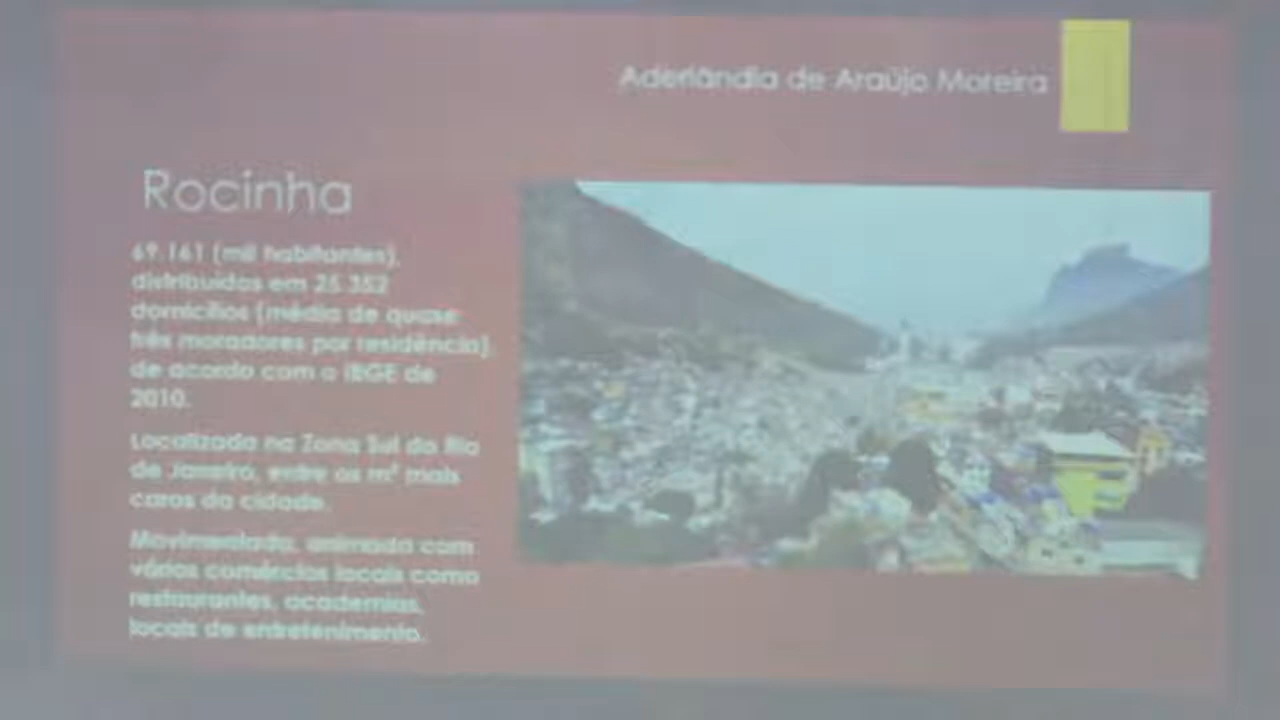 Aderlândia de Araújo Moreira
Rocinha
69.161 (mil habitantes),
distribuídos em 25.352
domicílios (média de quase
três moradores por residência),
de acordo com o IBGE de
2010.
Localizada na Zona Sul do Rio
de Janeiro, entre os m² mais
caros da cidade.
Movimentada, animada com
vários comércios locais como
restaurantes, academias,
locais de entretenimento.